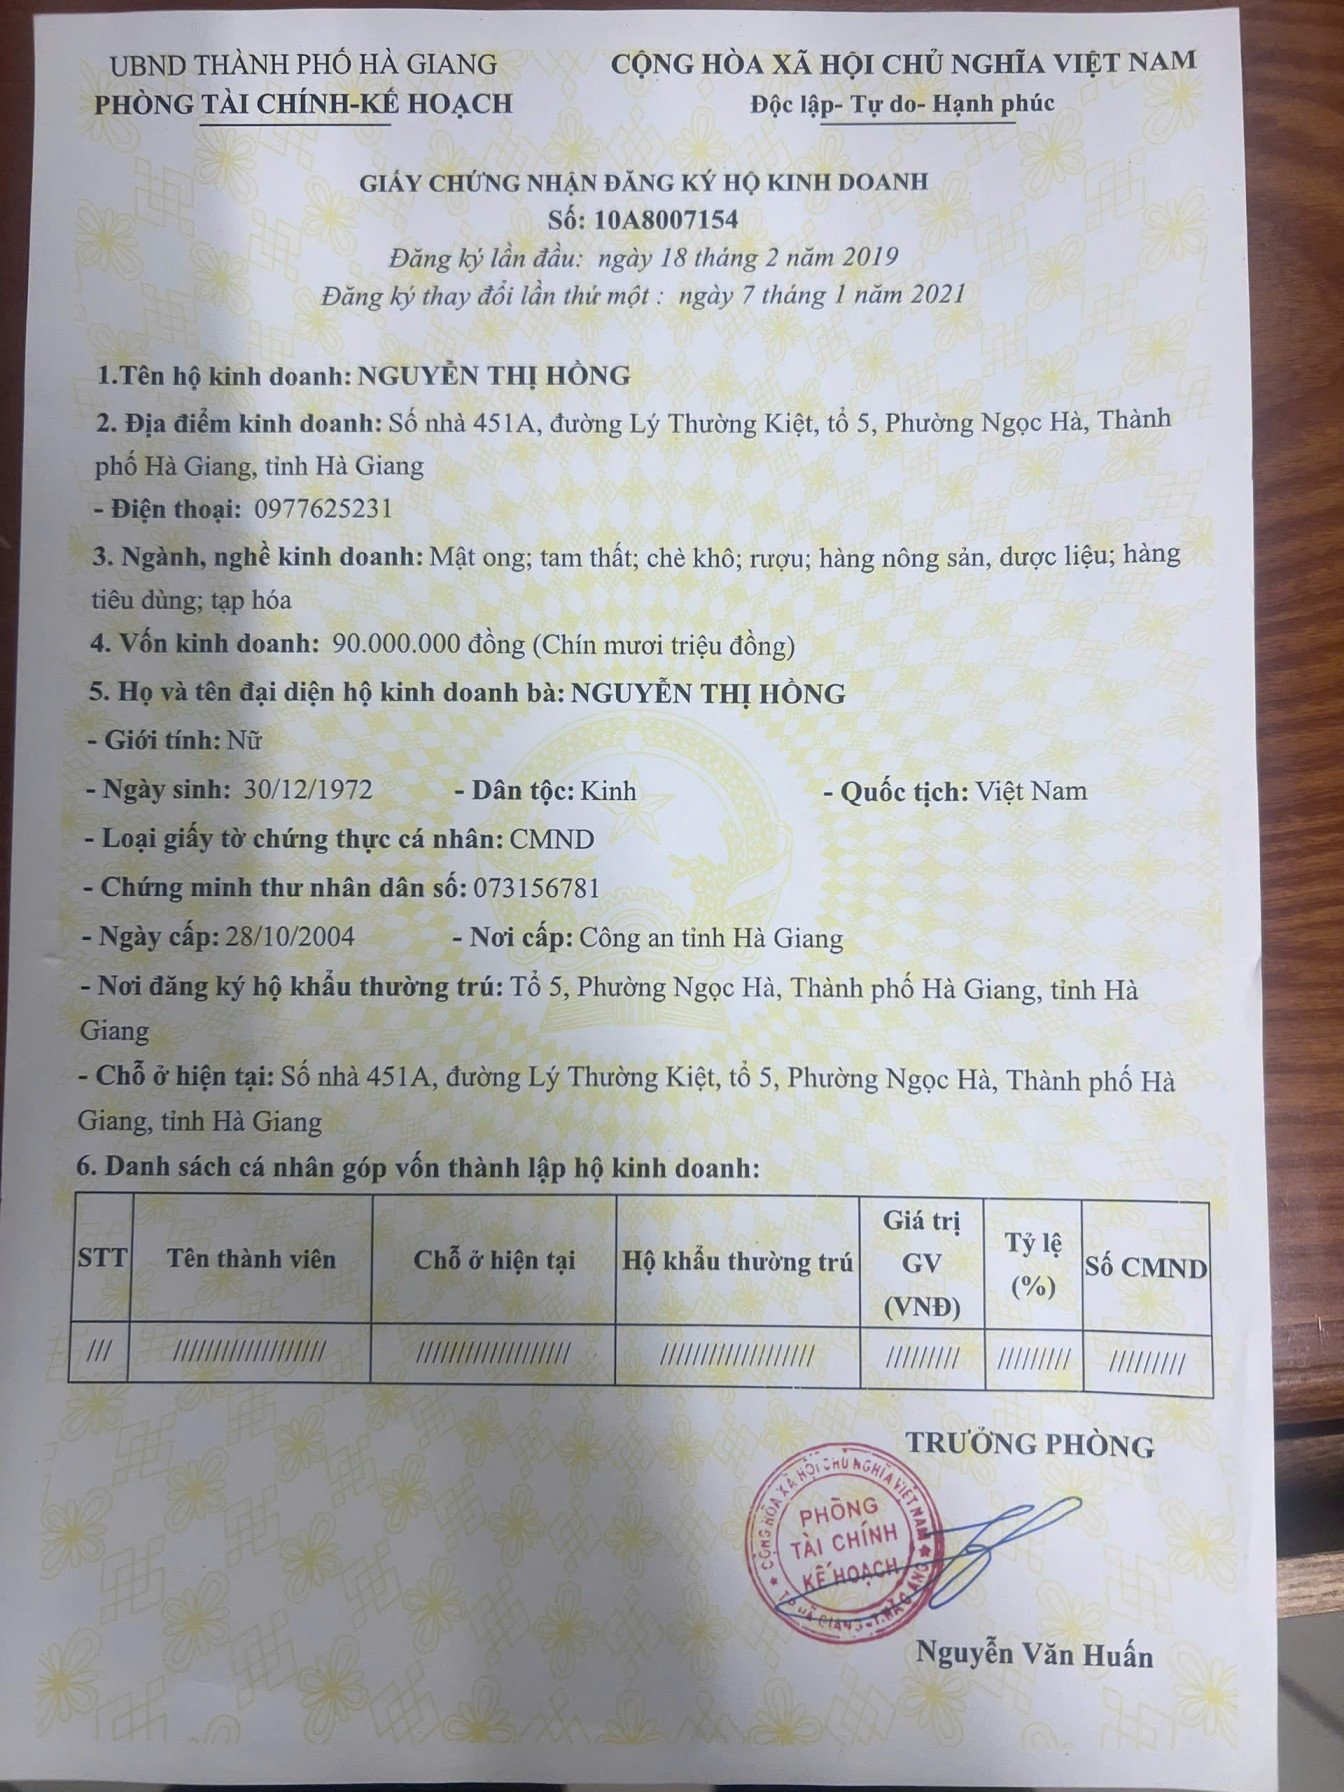 UBND THÀNH PHỐ HÀ GIANG
PHÒNG TÀI CHÍNH-KẾ HOẠCH
CỘNG HÒA XÃ HỘI CHỦ NGHĨA VIỆT NAM
Độc lập- Tự do- Hạnh phúc
GIẤY CHỨNG NHẬN ĐĂNG KÝ HỘ KINH DOANH
Số: 10A8007154
Đăng ký lần đầu: ngày 18 tháng 2 năm 2019
Đăng ký thay đổi lần thứ một : ngày 7 tháng 1 năm 2021
1.Tên hộ kinh doanh: NGUYỄN THỊ HỒNG
2. Địa điểm kinh doanh: Số nhà 451A, đường Lý Thường Kiệt, tổ 5, Phường Ngọc Hà, Thành
phố Hà Giang, tỉnh Hà Giang
- Điện thoại: 0977625231
3. Ngành, nghề kinh doanh: Mật ong; tam thất; chè khô; rượu; hàng nông sản, dược liệu; hàng
tiêu dùng; tạp hóa
4. Vốn kinh doanh: 90.000.000 đồng (Chín mươi triệu đồng)
5. Họ và tên đại diện hộ kinh doanh bà: NGUYỄN THỊ HỒNG
- Giới tính: Nữ
- Ngày sinh: 30/12/1972 - Dân tộc: Kinh - Quốc tịch: Việt Nam
- Loại giấy tờ chứng thực cá nhân: CMND
- Chứng minh thư nhân dân số: 073156781
- Ngày cấp: 28/10/2004 - Nơi cấp: Công an tỉnh Hà Giang
- Nơi đăng ký hộ khẩu thường trú: Tổ 5, Phường Ngọc Hà, Thành phố Hà Giang, tỉnh Hà
Giang
- Chỗ ở hiện tại: Số nhà 451A, đường Lý Thường Kiệt, tổ 5, Phường Ngọc Hà, Thành phố Hà
Giang, tỉnh Hà Giang
6. Danh sách cá nhân góp vốn thành lập hộ kinh doanh:
STT Tên thành viên Chỗ ở hiện tại Hộ khẩu thường trú Giá trị GV (VNĐ) Tỷ lệ (%) Số CMND
/// /////////////////// /////////////////// /////////////////// ///////// ///////// /////////
TRƯỞNG PHÒNG
CỘNG HÒA XÃ HỘI CHỦ NGHĨA VIỆT NAM
PHÒNG
TÀI CHÍNH
KẾ HOẠCH
TP HÀ GIANG-T.HÀ GIANG
Nguyễn Văn Huấn